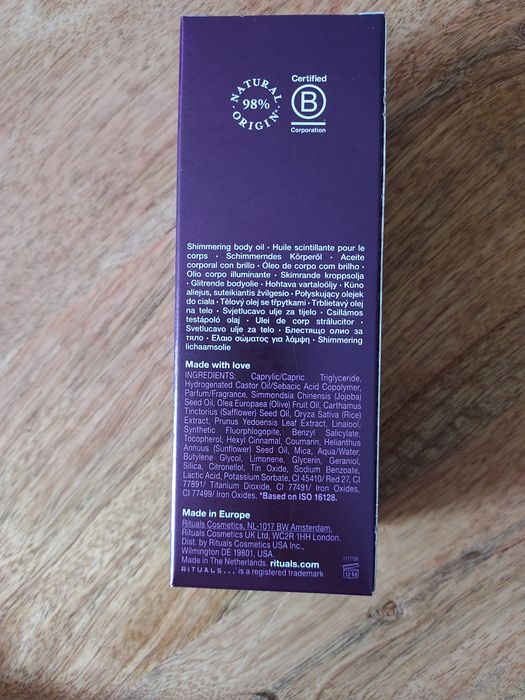 NATURAL
98%
ORIGIN*
Certified
B
Corporation
Shimmering body oil • Huile scintillante pour le
corps • Schimmerndes Körperöl • Aceite
corporal con brillo • Óleo de corpo com brilho •
Olio corpo illuminante • Skimrande kroppsolja
• Glitrende bodyolie • Hohtava vartaloöljy • Kūno
aliejus, suteikiantis žvilgesio • Połyskujący olejek
do ciała • Tělový olej se třpytkami • Trblietavý olej
na telo • Svjetlucavo ulje za tijelo • Csillámos
testápoló olaj • Ulei de corp strălucitor •
Svetlucavo ulje za telo • Блестящо олио за
тяло • Ελαιο σώματος για λάμψη • Shimmering
lichaamsolie
Made with love
INGREDIENTS: Caprylic/Capric Triglyceride,
Hydrogenated Castor Oil/Sebacic Acid Copolymer,
Parfum/Fragrance, Simmondsia Chinensis (Jojoba)
Seed Oil, Olea Europaea (Olive) Fruit Oil, Carthamus
Tinctorius (Safflower) Seed Oil, Oryza Sativa (Rice)
Extract, Prunus Yedoensis Leaf Extract, Linalool,
Synthetic Fluorphlogopite, Benzyl Salicylate,
Tocopherol, Hexyl Cinnamal, Coumarin, Helianthus
Annuus (Sunflower) Seed Oil, Mica, Aqua/Water,
Butylene Glycol, Limonene, Glycerin, Geraniol,
Silica, Citronellol, Tin Oxide, Sodium Benzoate,
Lactic Acid, Potassium Sorbate, CI 45410/ Red 27, CI
77891/ Titanium Dioxide, CI 77491/ Iron Oxides,
CI 77499/ Iron Oxides. *Based on ISO 16128.
Made in Europe
Rituals Cosmetics, NL-1017 BW Amsterdam,
Rituals Cosmetics UK Ltd, WC2R 1HH London.
Dist. by Rituals Cosmetics USA Inc.,
Wilmington DE 19801, USA.
Made in The Netherlands. rituals.com
RITUALS... is a registered trademark
1117156
12 M